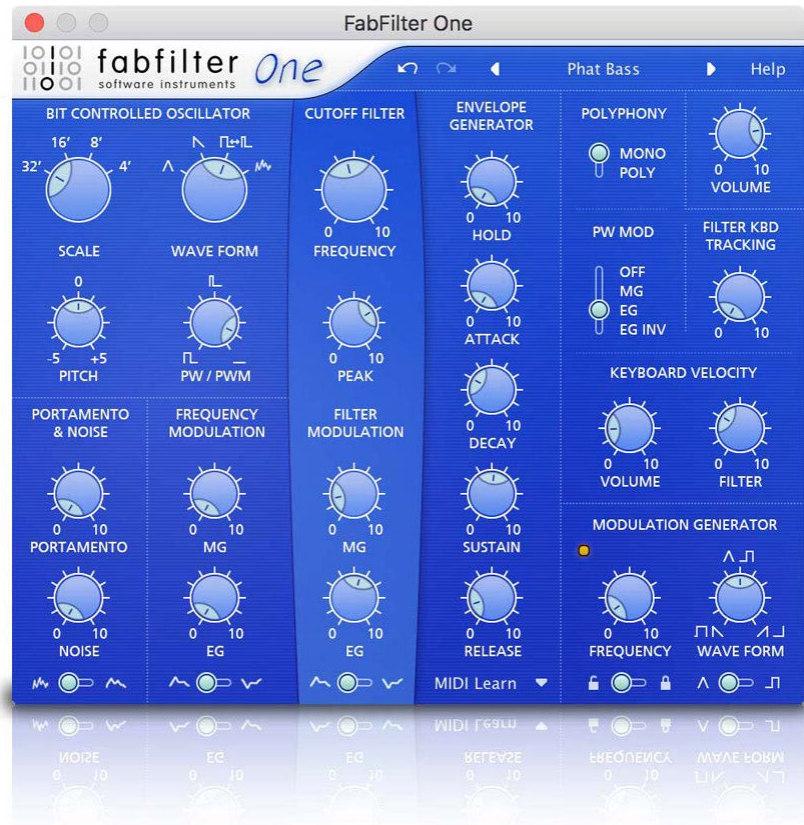 FabFilter One
fabfilter One
software instruments
Phat Bass
Help
BIT CONTROLLED OSCILLATOR
32' 16' 8' 4'
SCALE
WAVE FORM
0
-5 +5
PITCH
PW / PWM
PORTAMENTO
& NOISE
0 10
PORTAMENTO
0 10
NOISE
FREQUENCY
MODULATION
0 10
MG
0 10
EG
CUTOFF FILTER
0 10
FREQUENCY
0 10
PEAK
FILTER
MODULATION
0 10
MG
0 10
EG
ENVELOPE
GENERATOR
0 10
HOLD
0 10
ATTACK
0 10
DECAY
0 10
SUSTAIN
0 10
RELEASE
MIDI Learn
POLYPHONY
MONO
POLY
0 10
VOLUME
PW MOD
OFF
MG
EG
EG INV
FILTER KBD
TRACKING
0 10
KEYBOARD VELOCITY
0 10
VOLUME
0 10
FILTER
MODULATION GENERATOR
0 10
FREQUENCY
WAVE FORM